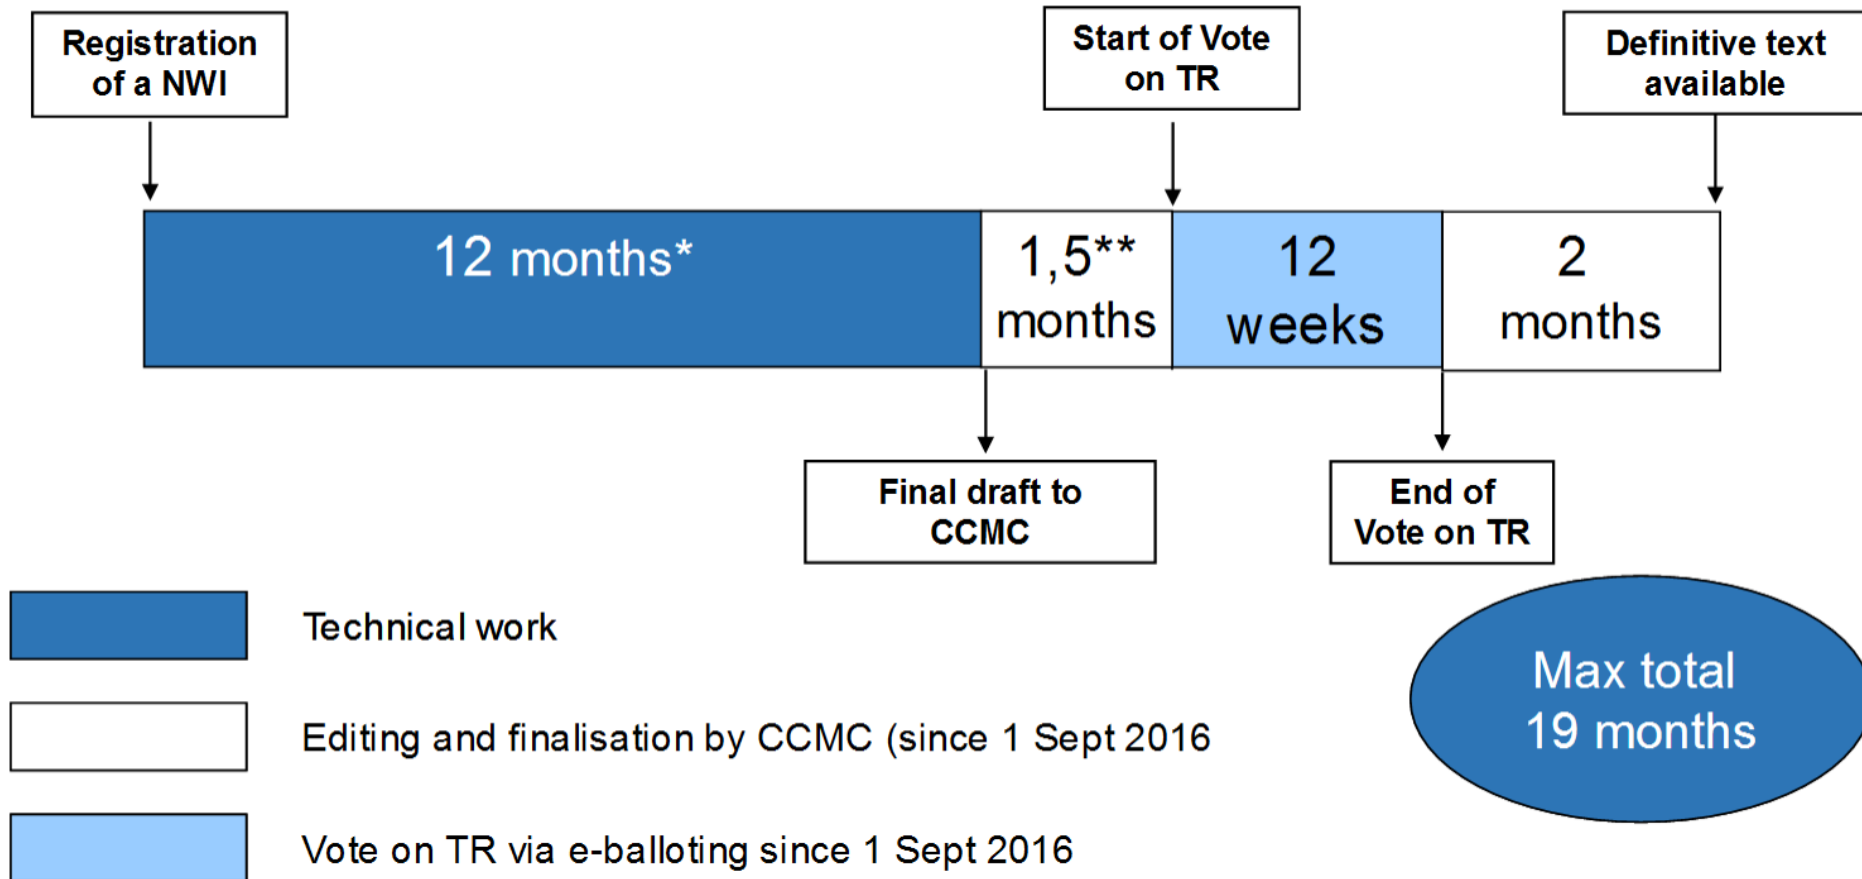 Registration
of a NWI
Start of Vote
on TR
Definitive text
available
12 months*
1,5**
months
12
weeks
2
months
Final draft to
CCMC
End of
Vote on TR
Technical work
Editing and finalisation by CCMC (since 1 Sept 2016
Vote on TR via e-balloting since 1 Sept 2016
Max total
19 months